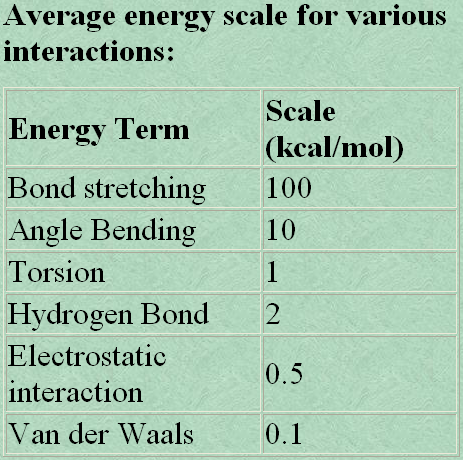 Average energy scale for various
interactions:
Energy Term
Scale
(kcal/mol)
Bond stretching
100
Angle Bending
10
Torsion
1
Hydrogen Bond
2
Electrostatic
interaction
0.5
Van der Waals
0.1